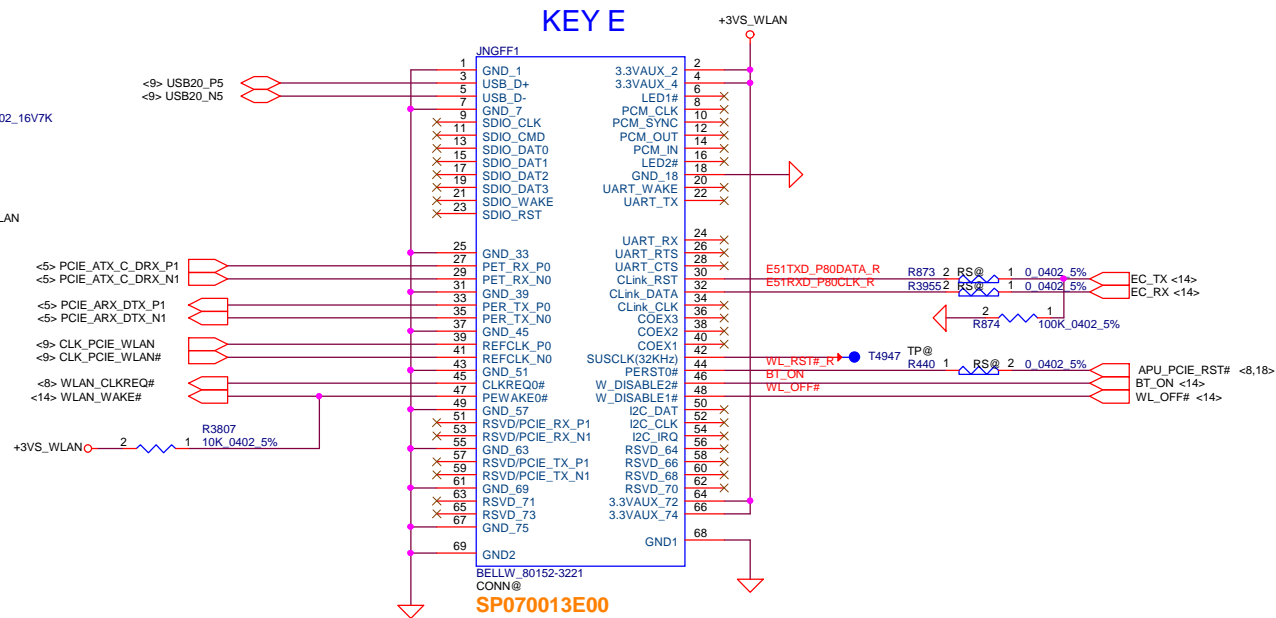 KEY E
+3VS_WLAN
JNGFF1
<9> USB20_P5
<9> USB20_N5
02_16V7K
LAN
1 GND_1
3 USB_D+
5 USB_D-
7 GND_7
9 SDIO_CLK
11 SDIO_CMD
13 SDIO_DAT0
15 SDIO_DAT1
17 SDIO_DAT2
19 SDIO_DAT3
21 SDIO_WAKE
23 SDIO_RST
25 GND_33
27 PET_RX_P0
29 PET_RX_N0
31 GND_39
33 PER_TX_P0
35 PER_TX_N0
37 GND_45
39 REFCLK_P0
41 REFCLK_N0
43 GND_51
45 CLKREQ0#
47 PEWAKE0#
49 GND_57
51 RSVD/PCIE_RX_P1
53 RSVD/PCIE_RX_N1
55 GND_63
57 RSVD/PCIE_TX_P1
59 RSVD/PCIE_TX_N1
61 GND_69
63 RSVD_71
65 RSVD_73
67 GND_75
69 GND2
3.3VAUX_2 2
3.3VAUX_4 4
LED1# 6
PCM_CLK 8
PCM_SYNC 10
PCM_OUT 12
PCM_IN 14
LED2# 16
GND_18 18
UART_WAKE 20
UART_TX 22
UART_RX 24
UART_RTS 26
UART_CTS 28
CLink_RST 30
CLink_DATA 32
CLink_CLK 34
COEX3 36
COEX2 38
COEX1 40
SUSCLK(32KHz) 42
PERST0# 44
W_DISABLE2# 46
W_DISABLE1# 48
I2C_DAT 50
I2C_CLK 52
I2C_IRQ 54
RSVD_64 56
RSVD_66 58
RSVD_68 60
RSVD_70 62
3.3VAUX_72 64
3.3VAUX_74 66
GND1 68
<5> PCIE_ATX_C_DRX_P1
<5> PCIE_ATX_C_DRX_N1
<5> PCIE_ARX_DTX_P1
<5> PCIE_ARX_DTX_N1
<9> CLK_PCIE_WLAN
<9> CLK_PCIE_WLAN#
<8> WLAN_CLKREQ#
<14> WLAN_WAKE#
R3807
+3VS_WLAN 2 1 10K_0402_5%
E51TXD_P80DATA_R R873 2 RS@ 1 0_0402_5% EC_TX <14>
E51RXD_P80CLK_R R3955 2 RS@ 1 0_0402_5% EC_RX <14>
2 1
R874 100K_0402_5%
T4947 TP@
WL_RST#_R R440 1 RS@ 2 0_0402_5% APU_PCIE_RST# <8,18>
BT_ON BT_ON <14>
WL_OFF# WL_OFF# <14>
BELLW_80152-3221
CONN@
SP070013E00